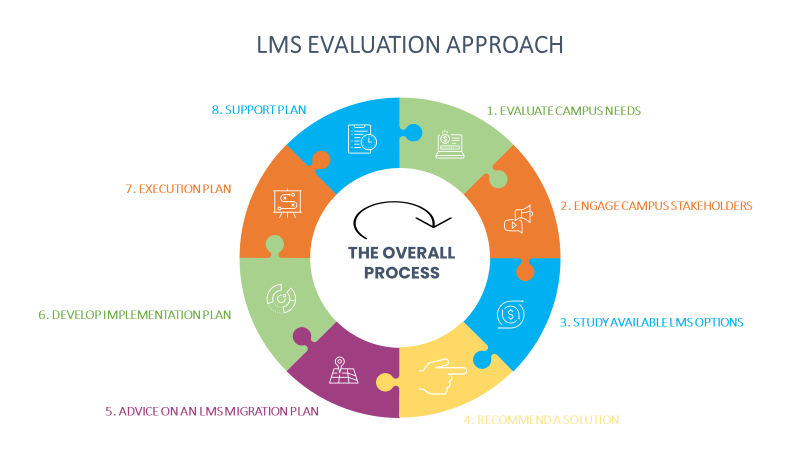 LMS EVALUATION APPROACH
8. SUPPORT PLAN
1. EVALUATE CAMPUS NEEDS
7. EXECUTION PLAN
2. ENGAGE CAMPUS STAKEHOLDERS
THE OVERALL
PROCESS
6. DEVELOP IMPLEMENTATION PLAN
3. STUDY AVAILABLE LMS OPTIONS
5. ADVICE ON AN LMS MIGRATION PLAN
4. RECOMMEND A SOLUTION